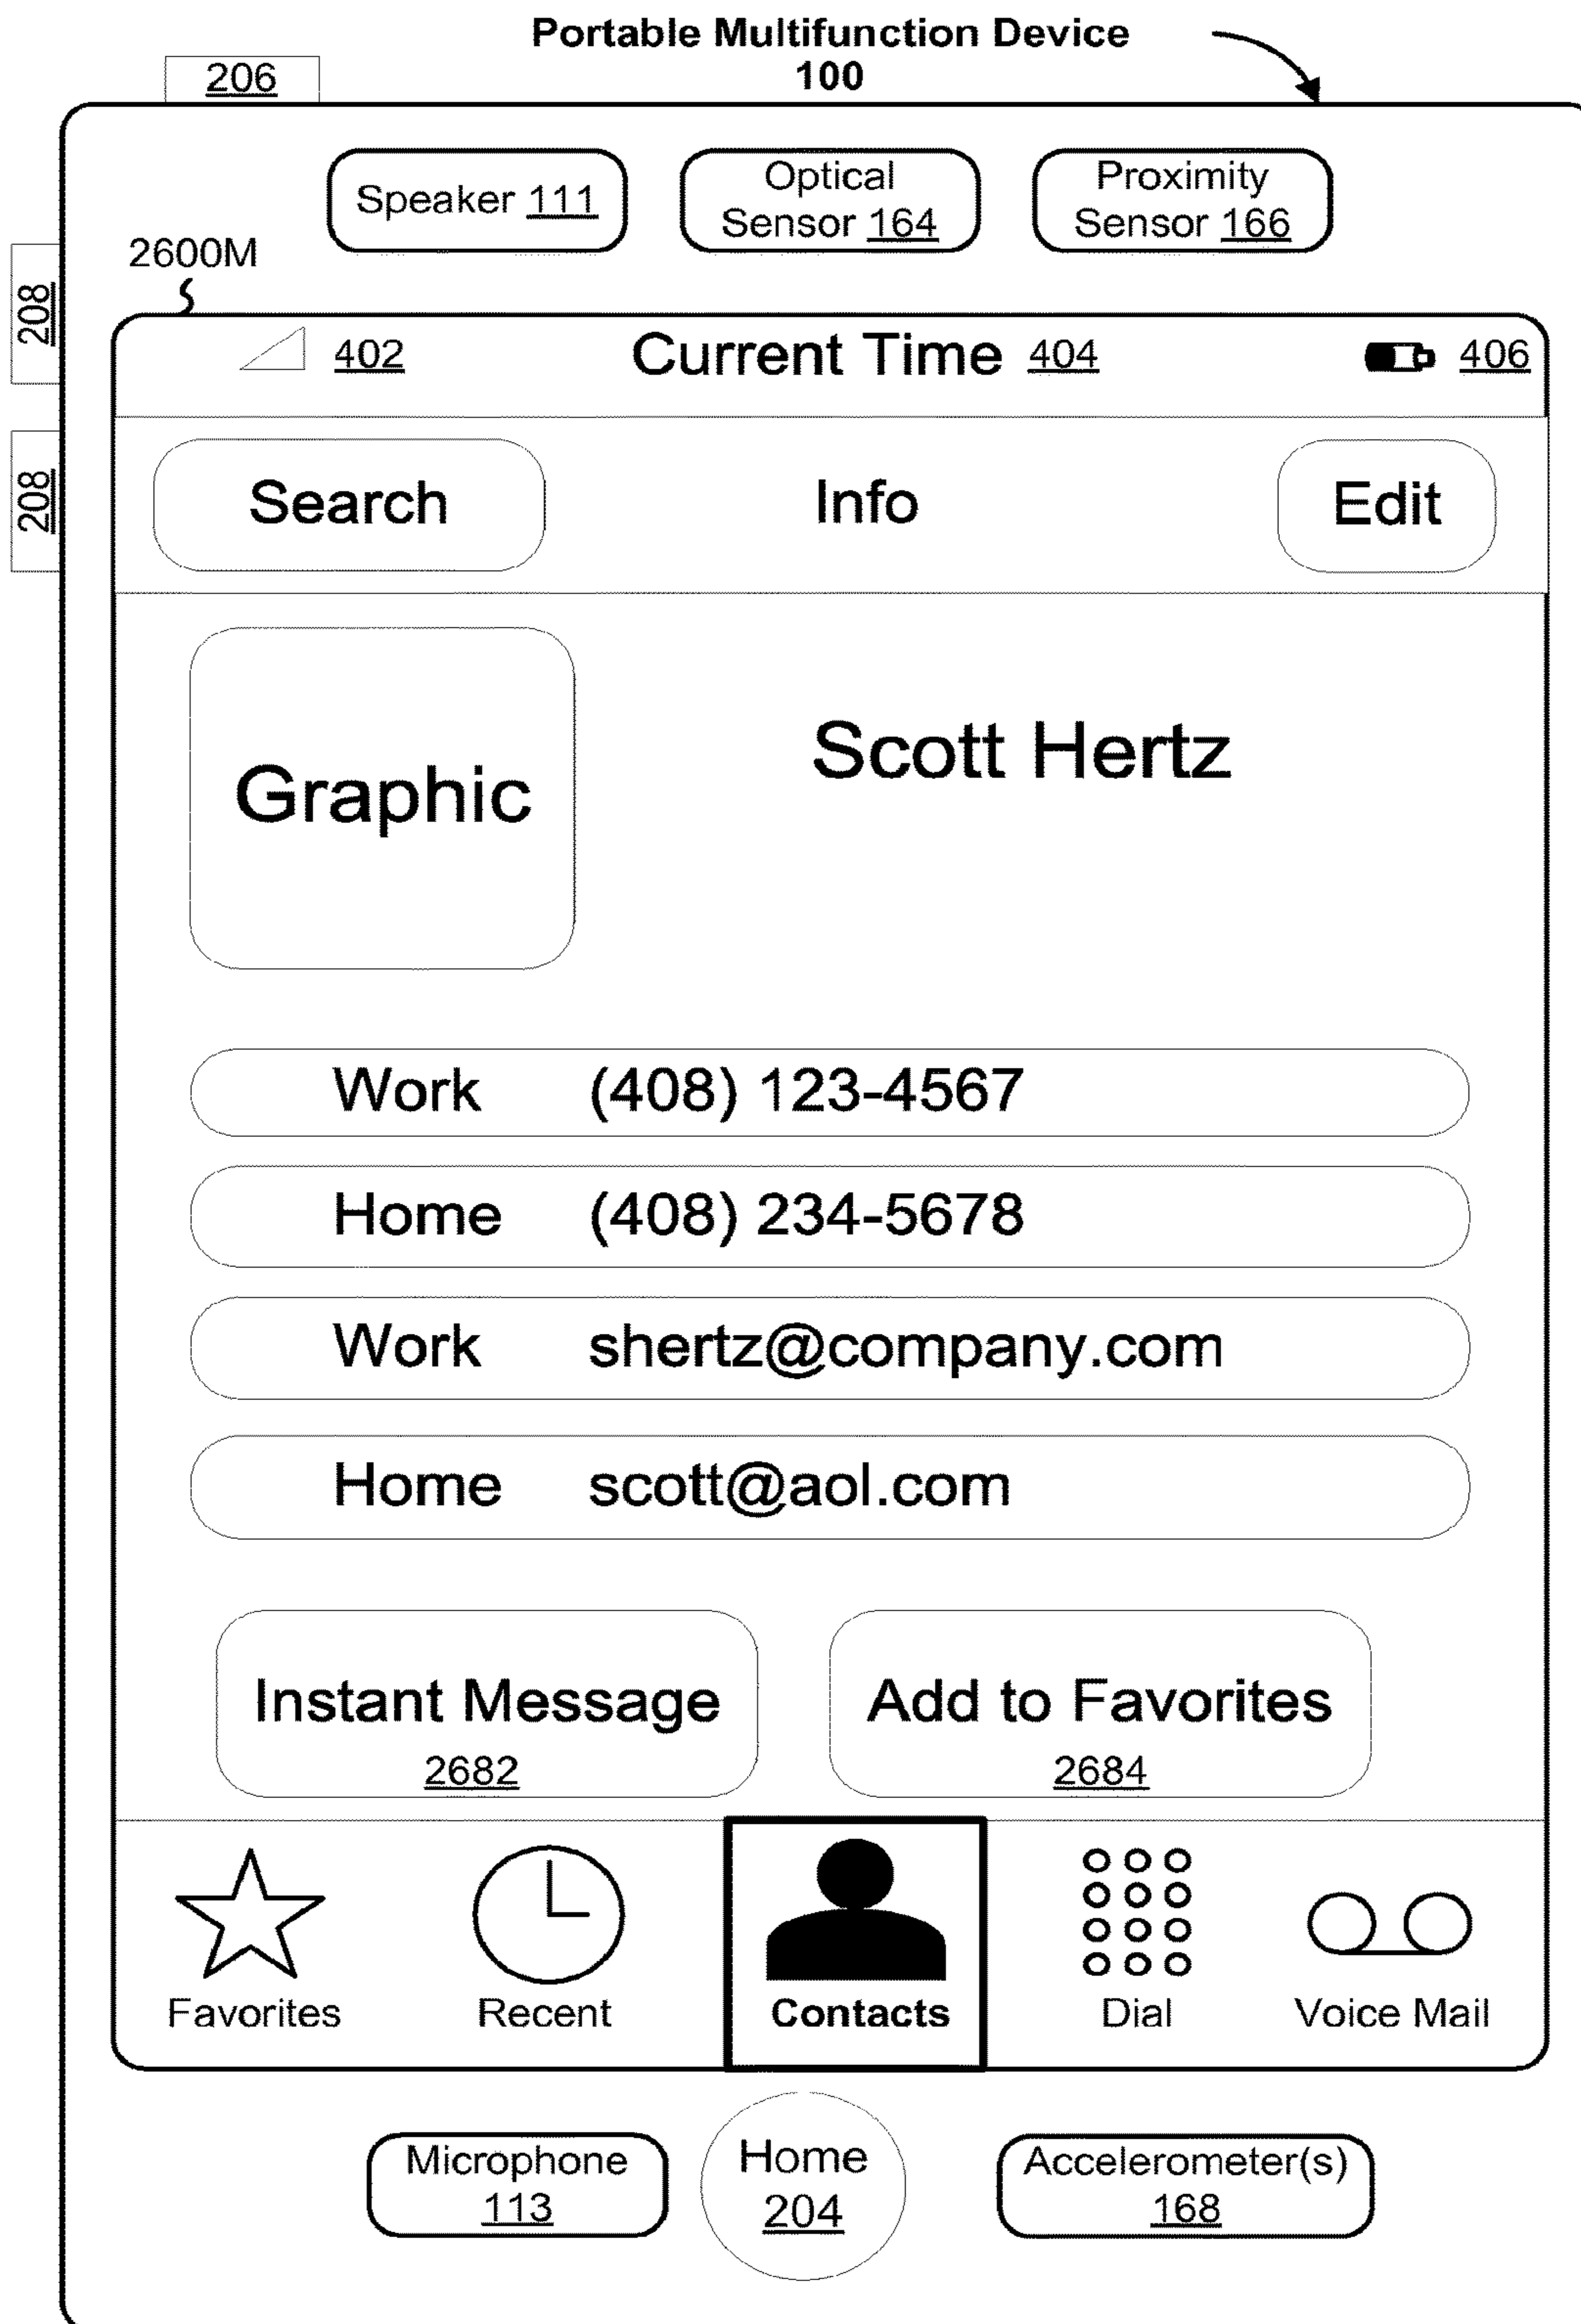 Portable Multifunction Device
100
206
Speaker 111
Optical
Sensor 164
Proximity
Sensor 166
2600M
208
208
402
Current Time 404
406
Search
Info
Edit
Graphic
Scott Hertz
Work (408) 123-4567
Home (408) 234-5678
Work shertz@company.com
Home scott@aol.com
Instant Message
2682
Add to Favorites
2684
Favorites
Recent
Contacts
Dial
Voice Mail
Microphone
113
Home
204
Accelerometer(s)
168